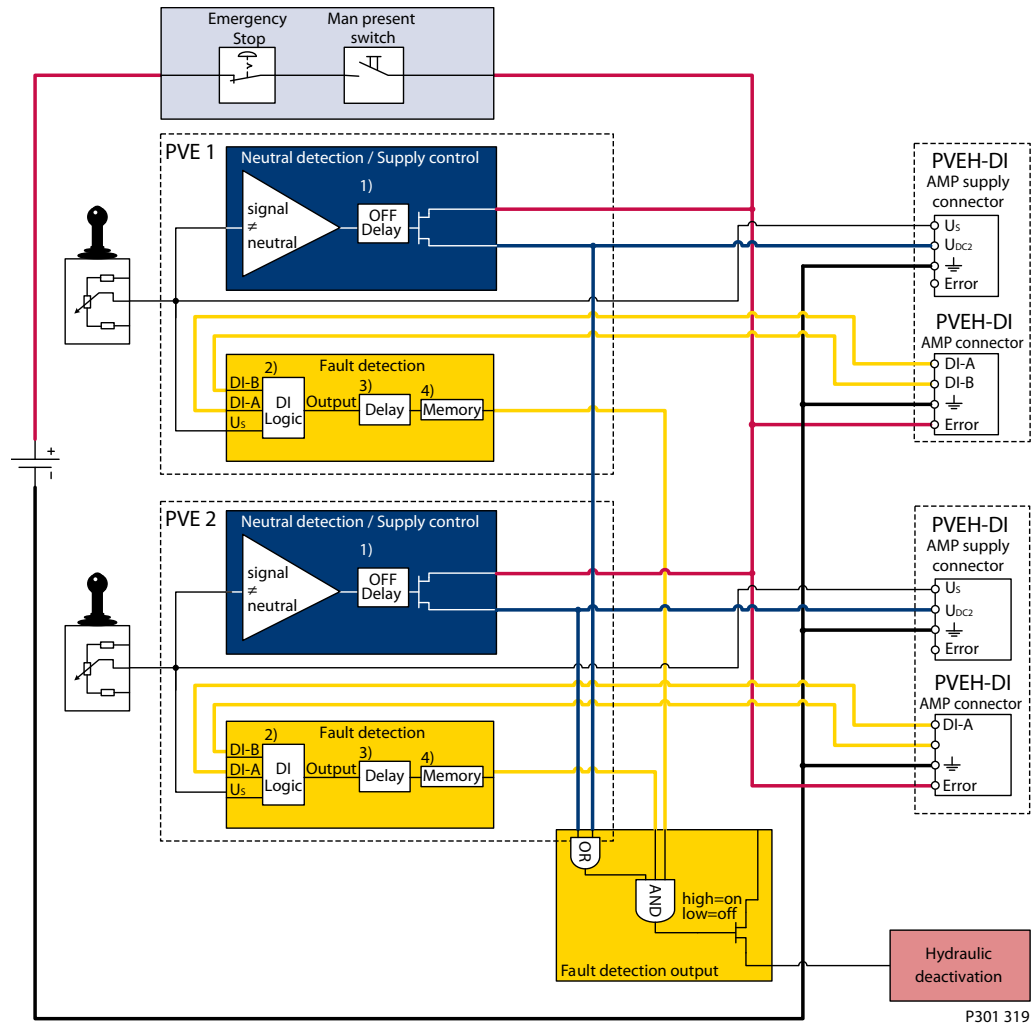 Emergency
Stop
Man present
switch
PVE 1
Neutral detection / Supply control
1)
signal
≠
neutral
OFF
Delay
PVEH-DI
AMP supply
connector
Us
UDC2
Error
PVEH-DI
AMP connector
DI-A
DI-B
Error
Fault detection
2)
DI-B
DI-A
Us
DI
Logic
Output
3)
Delay
4)
Memory
+
–
PVE 2
Neutral detection / Supply control
1)
signal
≠
neutral
OFF
Delay
PVEH-DI
AMP supply
connector
Us
UDC2
Error
PVEH-DI
AMP connector
DI-A
Error
Fault detection
2)
DI-B
DI-A
Us
DI
Logic
Output
3)
Delay
4)
Memory
OR
AND
high=on
low=off
Fault detection output
Hydraulic
deactivation
P301 319